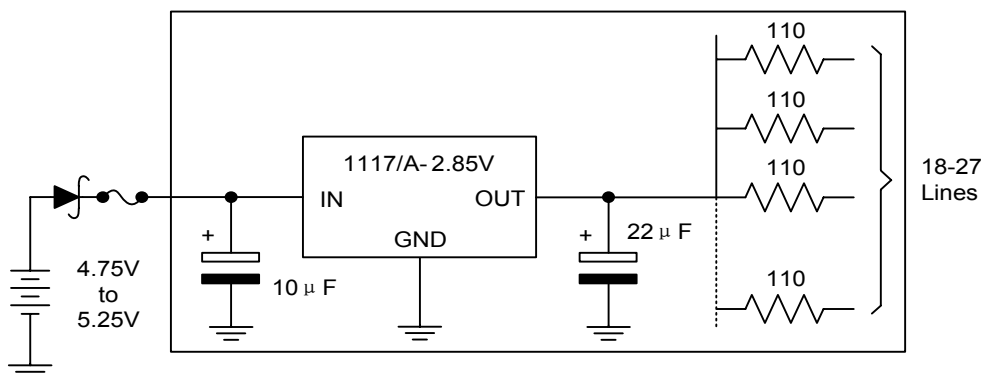 110
110
1117/A-2.85V
110
18-27
Lines
IN
OUT
+
+
22 μF
GND
4.75V
to
5.25V
10 μF
110